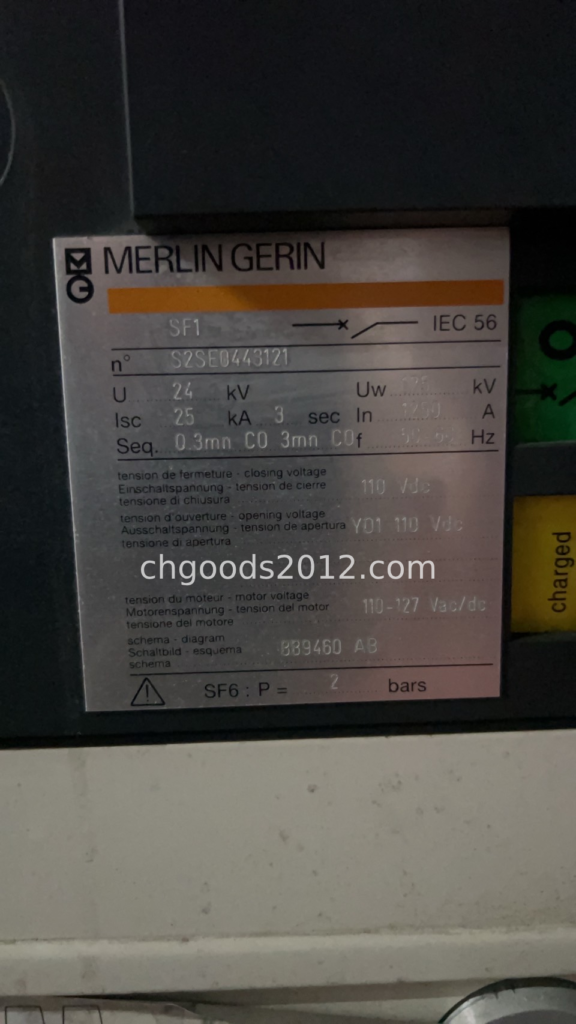 MERLIN GERIN
SF1 IEC 56
n° S2SE0443121
U 24 kV Uw kV
Isc 25 kA 3 sec In 1250 A
Seq. 0.3mn CO 3mn CO f Hz
tension de fermeture - closing voltage
Einschaltspannung - tension de cierre 110 Vdc
tensione di chiusura
tension d'ouverture - opening voltage
Ausschaltspannung - tension de apertura YO1 110 Vdc
tensione di apertura
chgoods2012.com
tension du moteur - motor voltage
Motorenspannung - tension del motor 110-127 Vac/dc
tensione del motore
schema - diagram
Schaltbild - esquema 889460 AB
schema
SF6 : P = 2 bars
O
charged